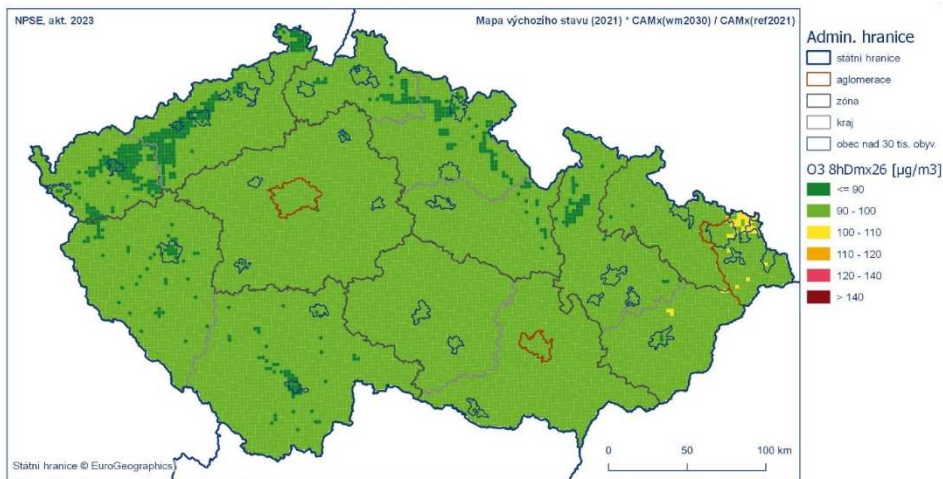 NPSE, akt. 2023
Mapa výchozího stavu (2021) * CAMx(wm2030) / CAMx(ref2021)
Admin. hranice
státní hranice
aglomerace
zóna
kraj
obec nad 30 tis. obyv.
O3 8hDmx26 [µg/m3]
<= 90
90 - 100
100 - 110
110 - 120
120 - 140
> 140
0 50 100 km
Státní hranice © EuroGeographics